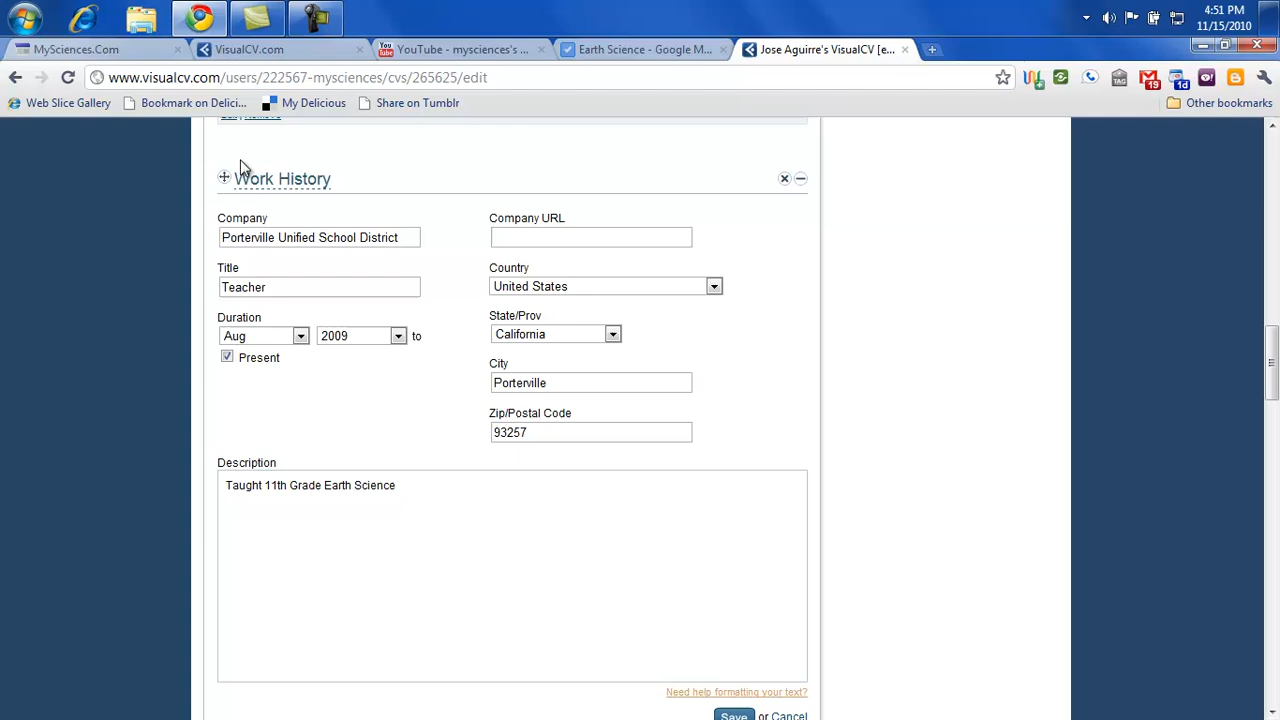 4:51 PM
11/15/2010
MySciences.Com
VisualCV.com
YouTube - mysciences's ...
Earth Science - Google M...
Jose Aguirre's VisualCV [e...
www.visualcv.com/users/222567-mysciences/cvs/265625/edit
19
1d
Web Slice Gallery
Bookmark on Delici...
My Delicious
Share on Tumblr
Other bookmarks
Edit | Remove
Work History
Company
Company URL
Porterville Unified School District
Title
Country
Teacher
United States
Duration
State/Prov
Aug
2009
to
California
Present
City
Porterville
Zip/Postal Code
93257
Description
Taught 11th Grade Earth Science
Need help formatting your text?
Save or Cancel